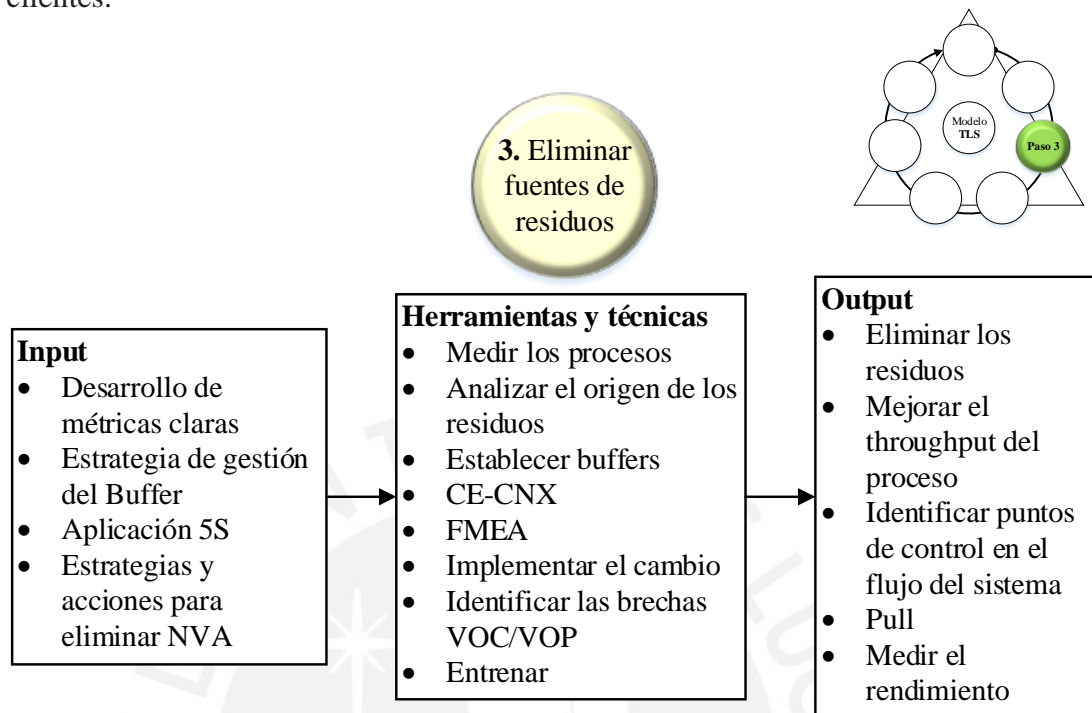 clientes.
Modelo
TLS
Paso 3
3. Eliminar
fuentes de
residuos
Input
• Desarrollo de
métricas claras
• Estrategia de gestión
del Buffer
• Aplicación 5S
• Estrategias y
acciones para
eliminar NVA
Herramientas y técnicas
• Medir los procesos
• Analizar el origen de los
residuos
• Establecer buffers
• CE-CNX
• FMEA
• Implementar el cambio
• Identificar las brechas
VOC/VOP
• Entrenar
Output
• Eliminar los
residuos
• Mejorar el
throughput del
proceso
• Identificar puntos
de control en el
flujo del sistema
• Pull
• Medir el
rendimiento